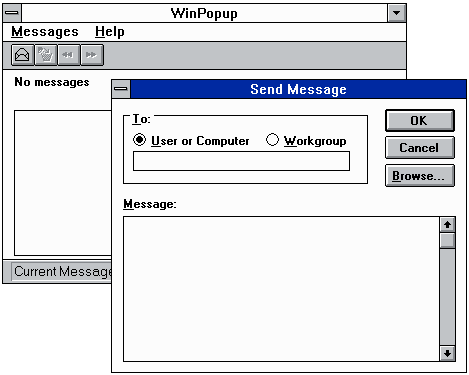 WinPopup
Messages Help
No messages
Current Message
Send Message
To:
User or Computer Workgroup
OK
Cancel
Browse...
Message: